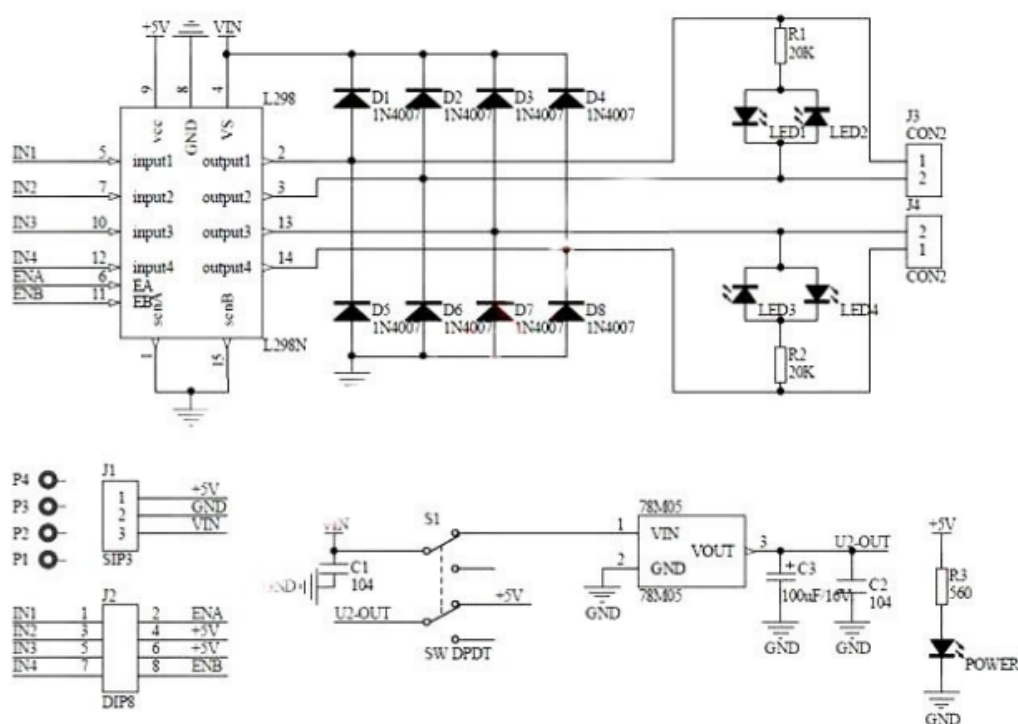 +5V VIN
9 8 4
L298
vcc GND VS
IN1 5 input1 output1 2
IN2 7 input2 output2 3
IN3 10 input3 output3 13
IN4 12 input4 output4 14
ENA 6 EA
ENB 11 EB
senA senB
1 15
L298N
D1 1N4007
D2 1N4007
D3 1N4007
D4 1N4007
D5 1N4007
D6 1N4007
D7 1N4007
D8 1N4007
R1
20K
LED1 LED2
J3
CON2
1
2
J4
2
1
CON2
LED3 LED4
R2
20K
P4
P3
P2
P1
J1
1 +5V
2 GND
3 VIN
SIP3
J2
IN1 1 2 ENA
IN2 3 4 +5V
IN3 5 6 +5V
IN4 7 8 ENB
DIP8
VIN
S1
C1
104
GND
U2-OUT
+5V
SW DPDT
78M05
1 VIN
VOUT 3
2 GND
78M05
GND
U2-OUT
+ C3
100uF/16V
C2
104
GND GND
+5V
R3
560
POWER
GND